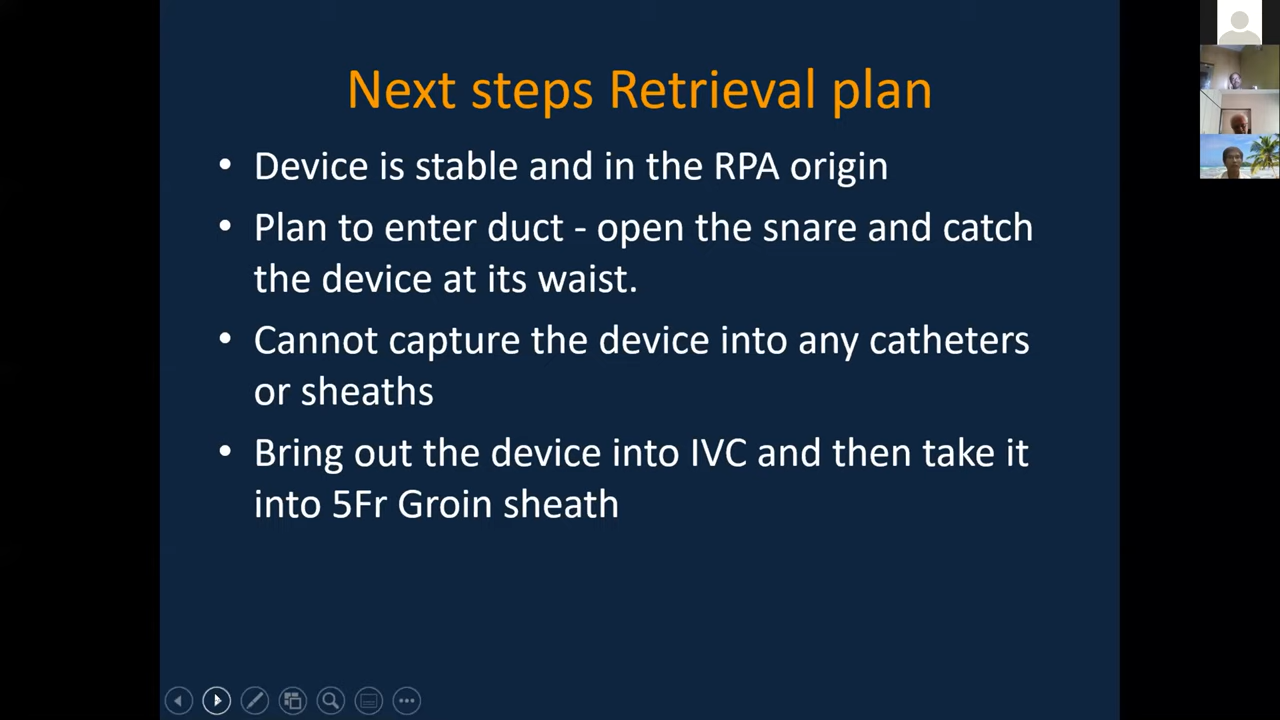 Next steps Retrieval plan
• Device is stable and in the RPA origin
• Plan to enter duct - open the snare and catch
the device at its waist.
• Cannot capture the device into any catheters
or sheaths
• Bring out the device into IVC and then take it
into 5Fr Groin sheath